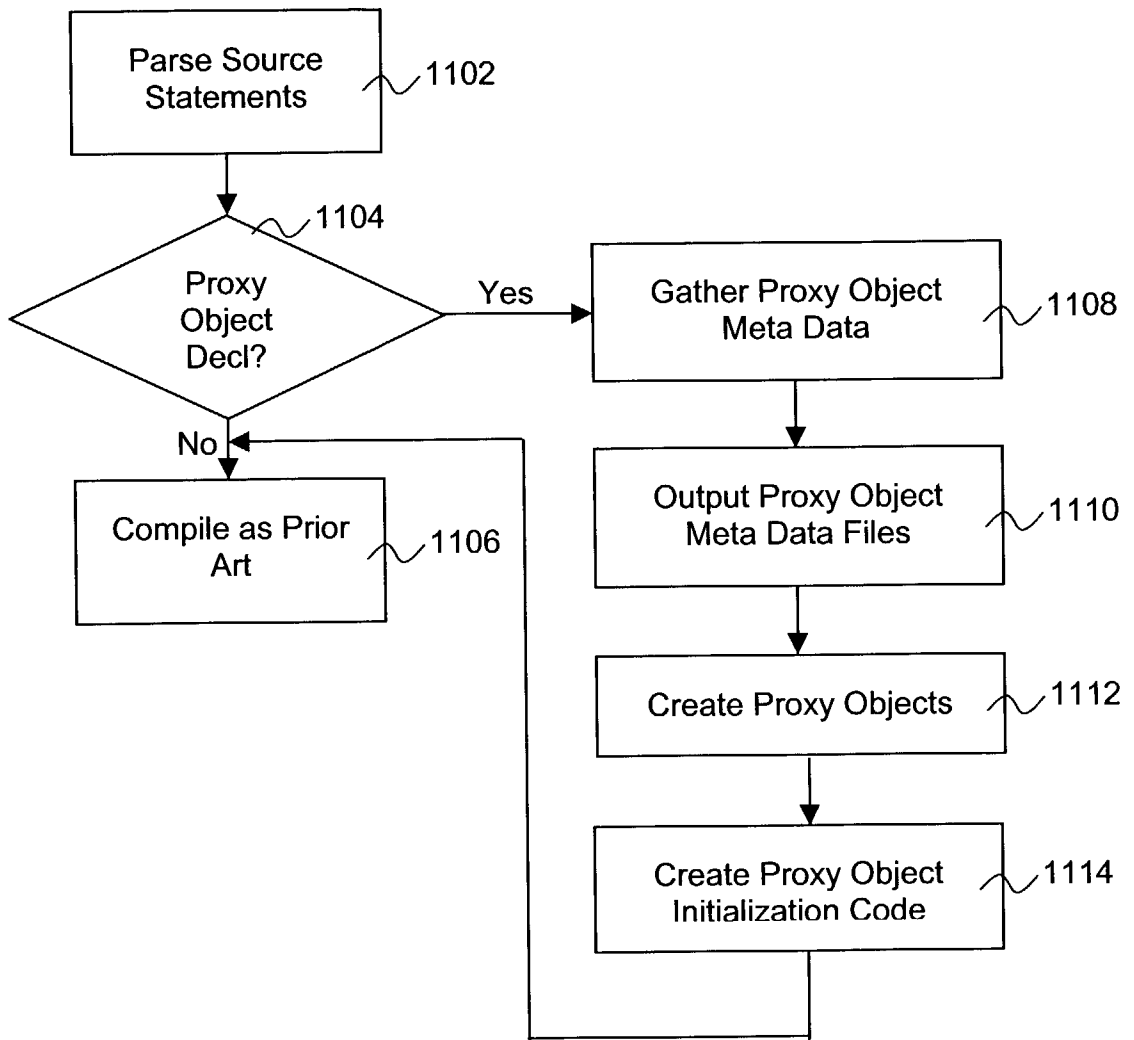 Parse Source
Statements
1102
1104
Proxy
Object
Decl?
Yes
No
Compile as Prior
Art
1106
Gather Proxy Object
Meta Data
1108
Output Proxy Object
Meta Data Files
1110
Create Proxy Objects
1112
Create Proxy Object
Initialization Code
1114